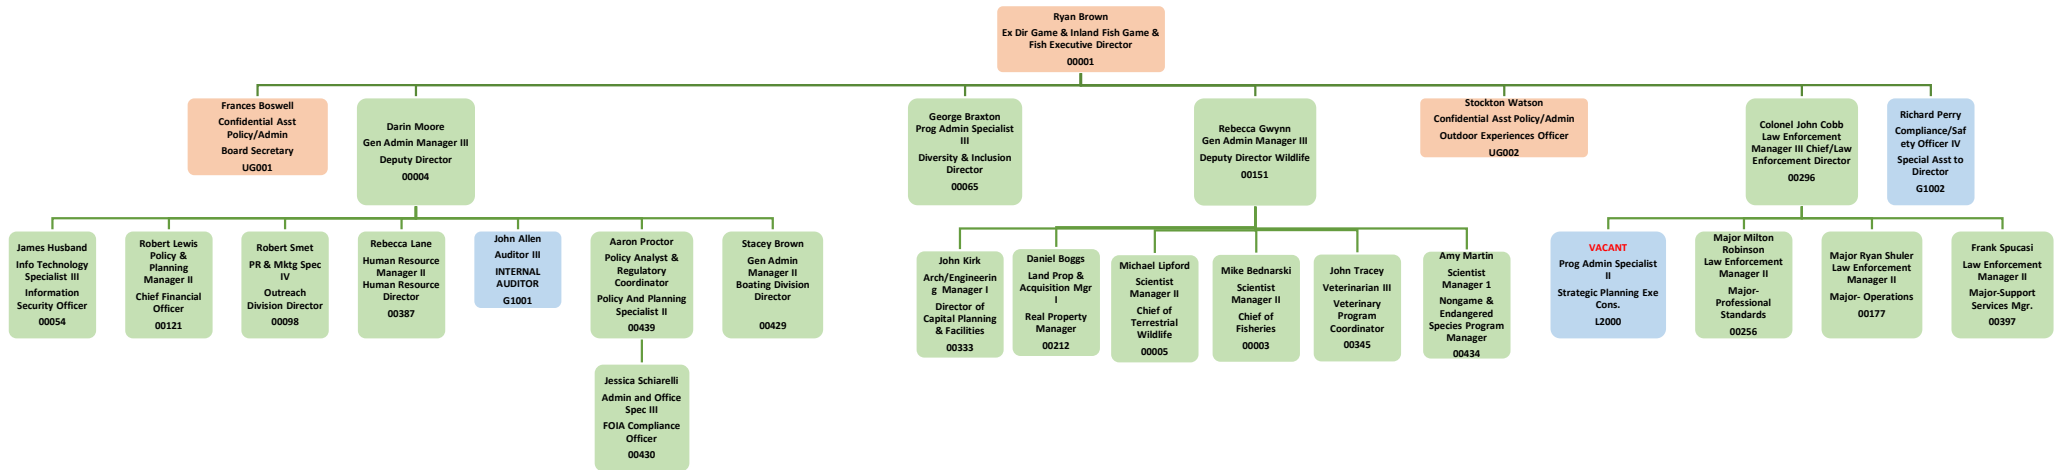 Ryan Brown
Ex Dir Game & Inland Fish Game &
Fish Executive Director
00001
Frances Boswell
Confidential Asst
Policy/Admin
Board Secretary
UG001
Darin Moore
Gen Admin Manager III
Deputy Director
00004
George Braxton
Prog Admin Specialist
III
Diversity & Inclusion
Director
00065
Rebecca Gwynn
Gen Admin Manager III
Deputy Director Wildlife
00151
Stockton Watson
Confidential Asst Policy/Admin
Outdoor Experiences Officer
UG002
Colonel John Cobb
Law Enforcement
Manager III Chief/Law
Enforcement Director
00296
Richard Perry
Compliance/Saf
ety Officer IV
Special Asst to
Director
G1002
James Husband
Info Technology
Specialist III
Information
Security Officer
00054
Robert Lewis
Policy &
Planning
Manager II
Chief Financial
Officer
00121
Robert Smet
PR & Mktg Spec
IV
Outreach
Division Director
00098
Rebecca Lane
Human Resource
Manager II
Human Resource
Director
00387
John Allen
Auditor III
INTERNAL
AUDITOR
G1001
Aaron Proctor
Policy Analyst &
Regulatory
Coordinator
Policy And Planning
Specialist II
00439
Stacey Brown
Gen Admin
Manager II
Boating Division
Director
00429
John Kirk
Arch/Engineerin
g Manager I
Director of
Capital Planning
& Facilities
00333
Daniel Boggs
Land Prop &
Acquisition Mgr
I
Real Property
Manager
00212
Michael Lipford
Scientist
Manager II
Chief of
Terrestrial
Wildlife
00005
Mike Bednarski
Scientist
Manager II
Chief of
Fisheries
00003
John Tracey
Veterinarian III
Veterinary
Program
Coordinator
00345
Amy Martin
Scientist
Manager 1
Nongame &
Endangered
Species Program
Manager
00434
VACANT
Prog Admin Specialist
II
Strategic Planning Exe
Cons.
L2000
Major Milton
Robinson
Law Enforcement
Manager II
Major-
Professional
Standards
00256
Major Ryan Shuler
Law Enforcement
Manager II
Major- Operations
00177
Frank Spucasi
Law Enforcement
Manager II
Major-Support
Services Mgr.
00397
Jessica Schiarelli
Admin and Office
Spec III
FOIA Compliance
Officer
00430